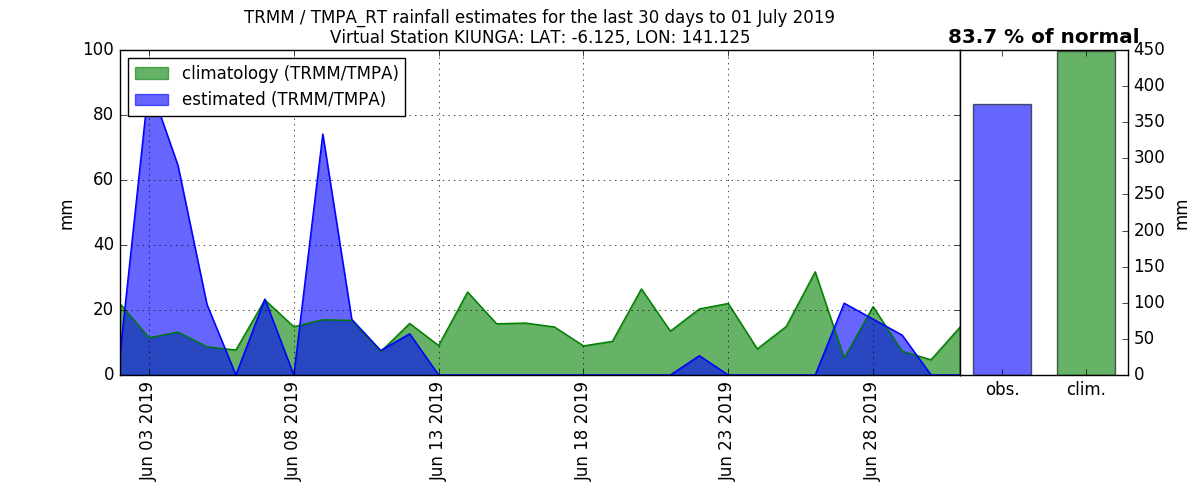 TRMM / TMPA_RT rainfall estimates for the last 30 days to 01 July 2019
Virtual Station KIUNGA: LAT: -6.125, LON: 141.125
83.7 % of normal
climatology (TRMM/TMPA)
estimated (TRMM/TMPA)
100
80
60
40
20
0
mm
Jun 03 2019
Jun 08 2019
Jun 13 2019
Jun 18 2019
Jun 23 2019
Jun 28 2019
450
400
350
300
250
200
150
100
50
0
mm
obs.
clim.